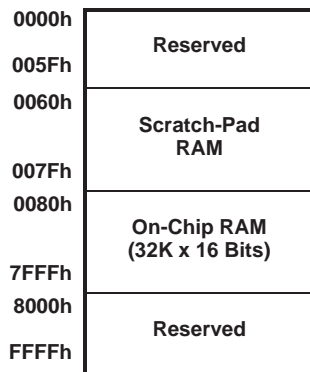 0000h
Reserved
005Fh
0060h
Scratch-Pad
RAM
007Fh
0080h
On-Chip RAM
(32K x 16 Bits)
7FFFh
8000h
Reserved
FFFFh